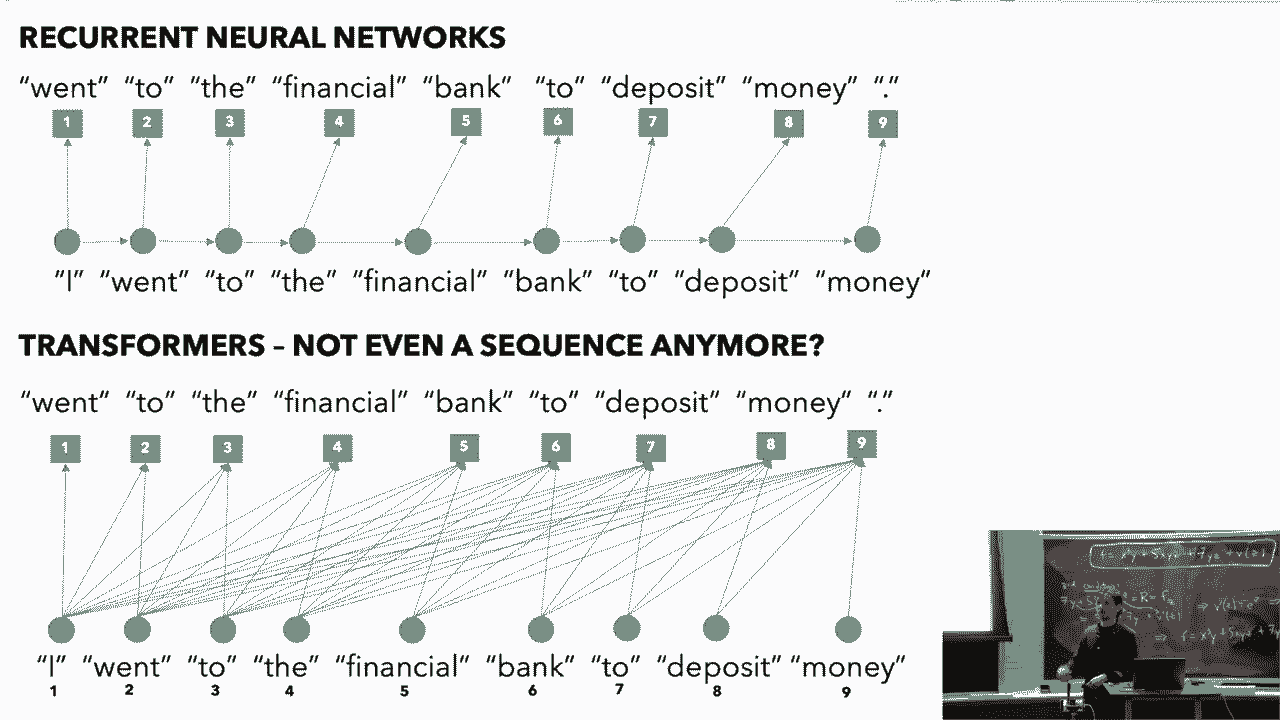 RECURRENT NEURAL NETWORKS
“went” “to” “the” “financial” “bank” “to” “deposit” “money” “.”
1 2 3 4 5 6 7 8 9
“I” “went” “to” “the” “financial” “bank” “to” “deposit” “money”
TRANSFORMERS – NOT EVEN A SEQUENCE ANYMORE?
“went” “to” “the” “financial” “bank” “to” “deposit” “money” “.”
1 2 3 4 5 6 7 8 9
“I” “went” “to” “the” “financial” “bank” “to” “deposit” “money”
1 2 3 4 5 6 7 8 9